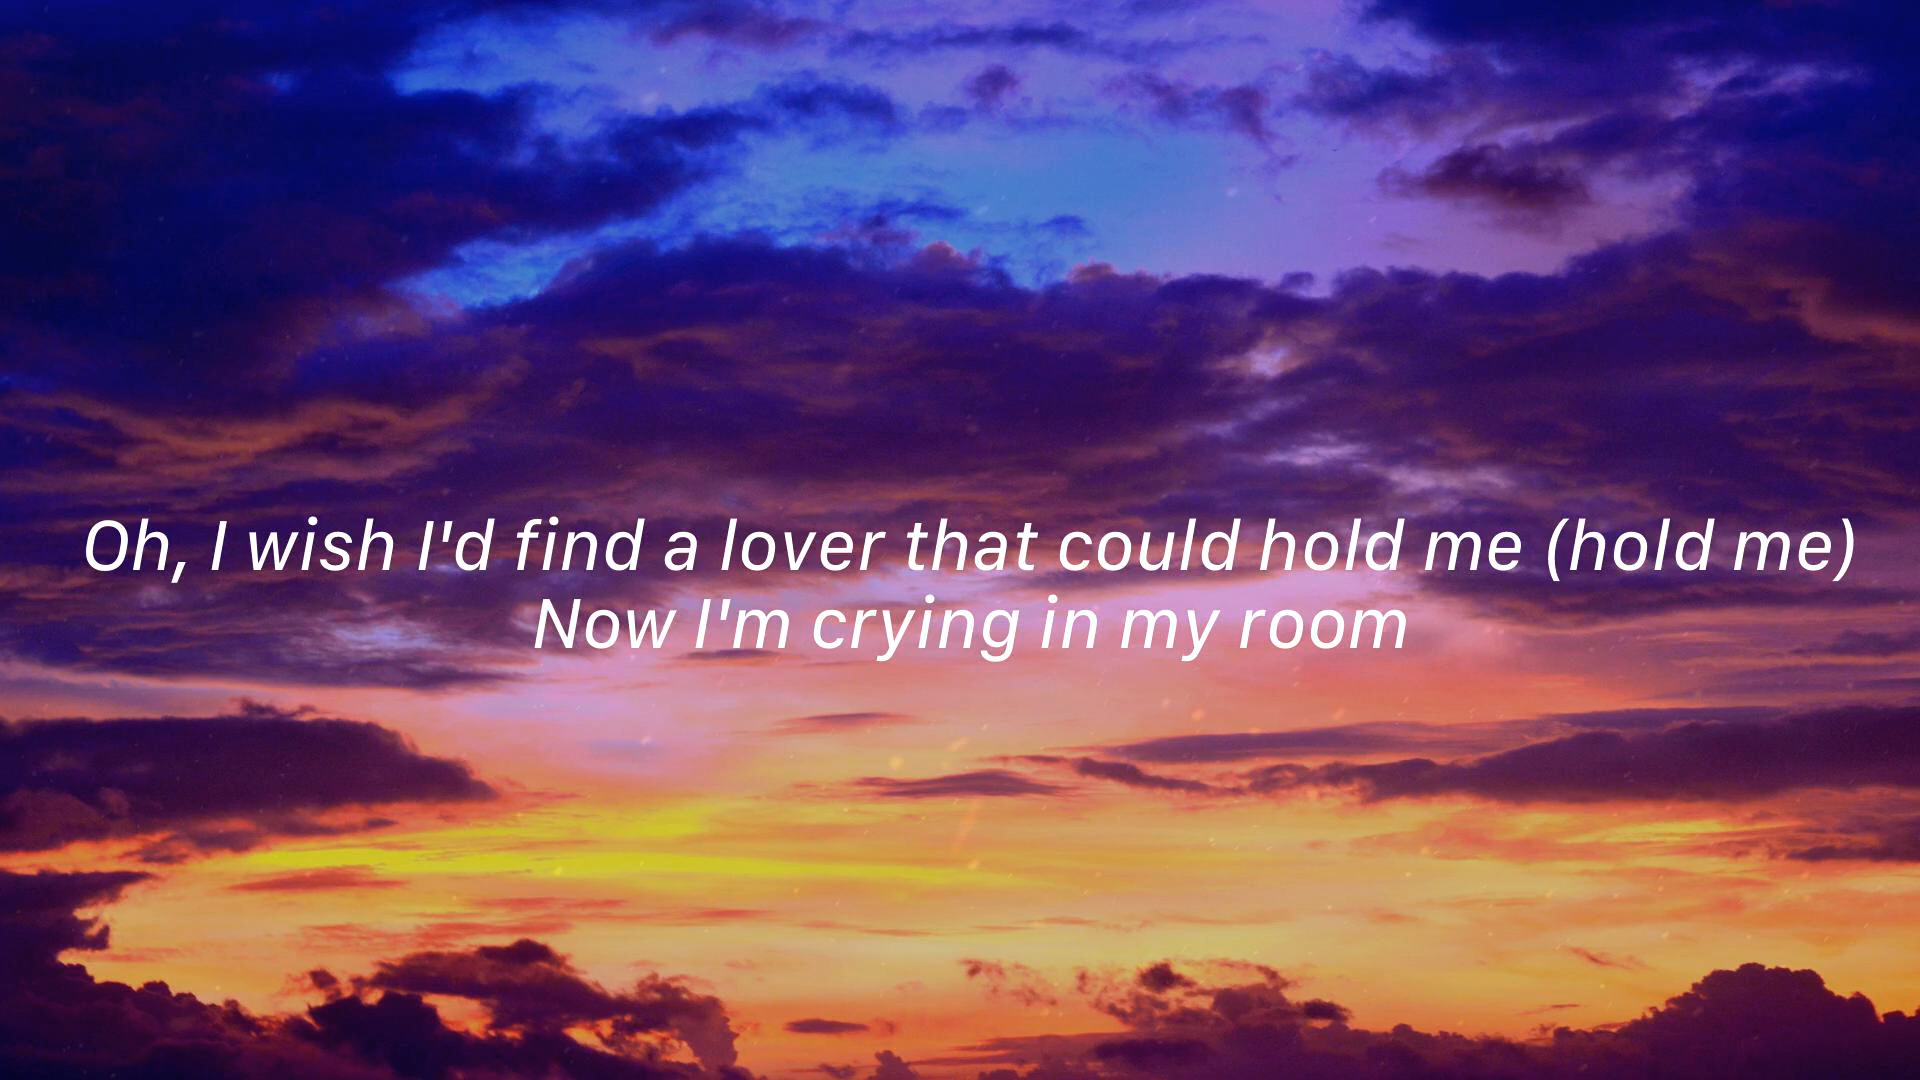 Oh, I wish I'd find a lover that could hold me (hold me)
Now I'm crying in my room